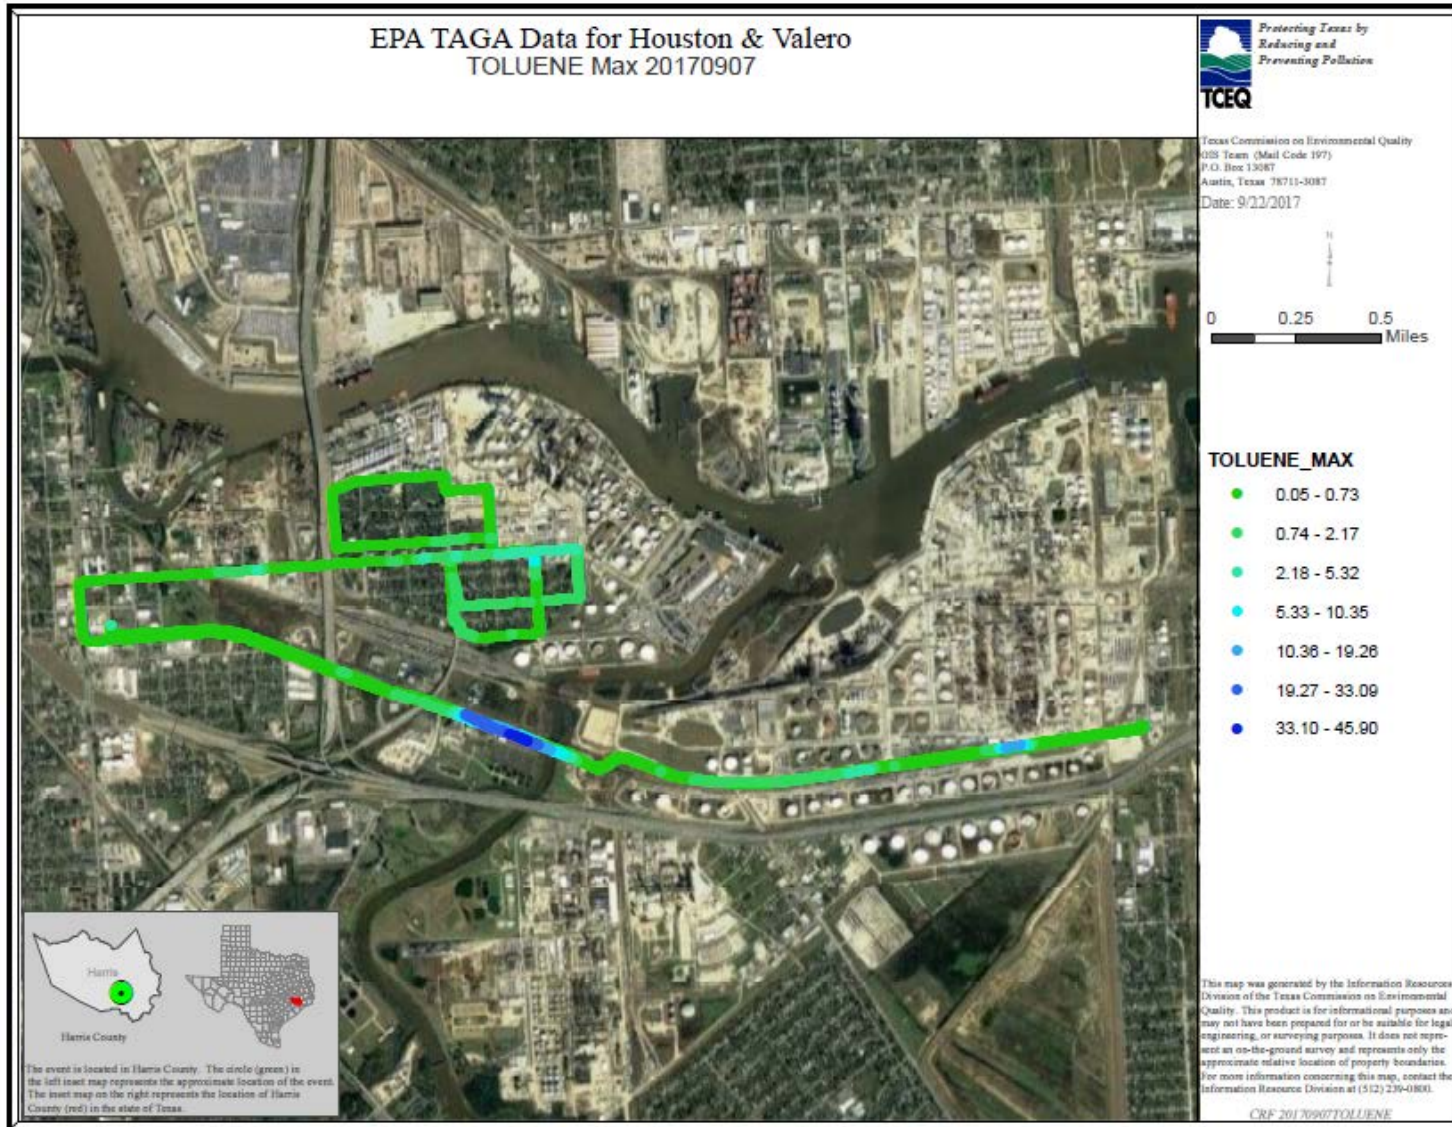 EPA TAGA Data for Houston & Valero
TOLUENE Max 20170907
Protecting Texas by
Reducing and
Preventing Pollution
TCEQ
Texas Commission on Environmental Quality
GIS Team (Mail Code 197)
P.O. Box 13087
Austin, Texas 78711-3087
Date: 9/22/2017
N
0 0.25 0.5
Miles
TOLUENE_MAX
0.05 - 0.73
0.74 - 2.17
2.18 - 5.32
5.33 - 10.35
10.36 - 19.26
19.27 - 33.09
33.10 - 45.90
Harris
Harris County
The event is located in Harris County. The circle (green) in
the left inset map represents the approximate location of the event.
The inset map on the right represents the location of Harris
County (red) in the state of Texas.
This map was generated by the Information Resources
Division of the Texas Commission on Environmental
Quality. This product is for informational purposes an
may not have been prepared for or be suitable for legal
engineering, or surveying purposes. It does not repre-
sent an on-the-ground survey and represents only the
approximate relative location of property boundaries.
For more information concerning this map, contact the
Information Resource Division at (512) 239-0800.
CRF 20170907TOLUENE